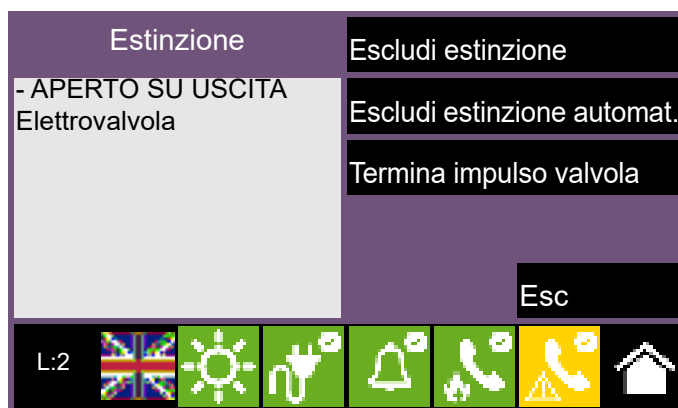 Estinzione
- APERTO SU USCITA
Elettrovalvola
Escludi estinzione
Escludi estinzione automat.
Termina impulso valvola
Esc
L:2